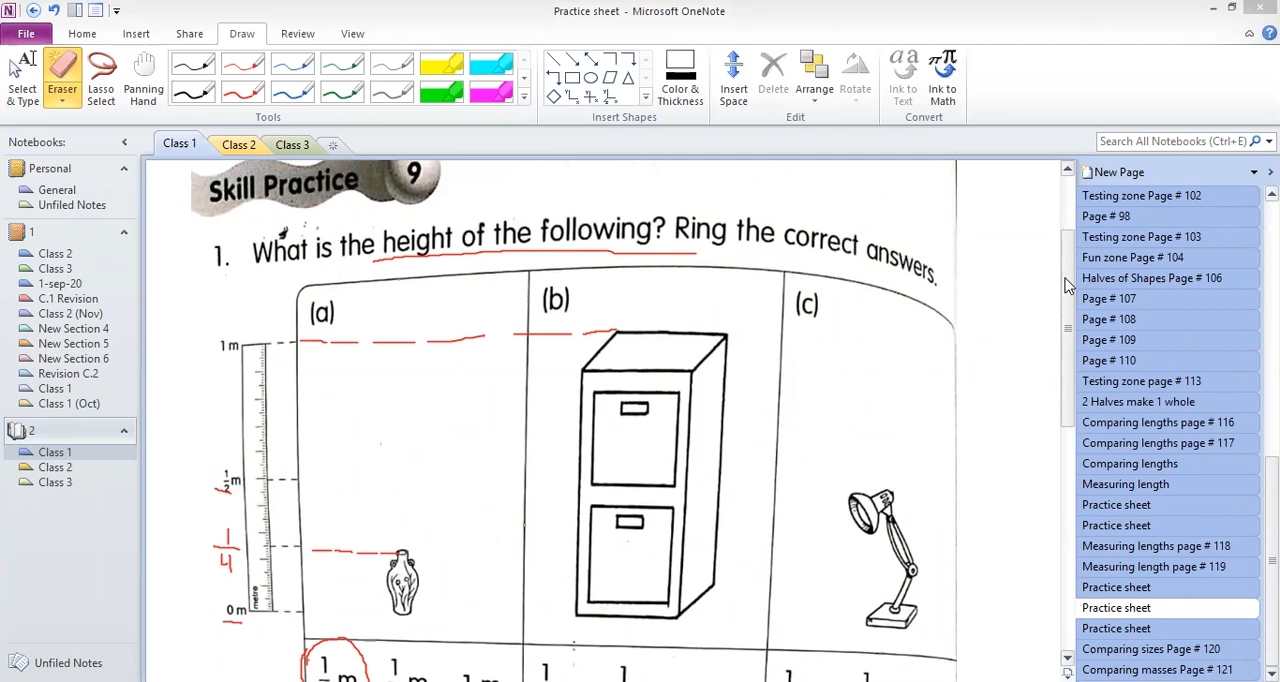 Practice sheet - Microsoft OneNote
File
Home
Insert
Draw
Share
Review
View
Select & Type
Eraser
Lasso Select
Panning Hand
Tools
Color & Thickness
Insert Shapes
Insert Space
Delete
Arrange
Rotate
Edit
Ink to Text
Ink to Math
Convert
Notebooks:
Class 1
Class 2
Class 3
Search All Notebooks (Ctrl+E)
Personal
General
Unfiled Notes
1
Class 2
Class 3
1-sep-20
C.1 Revision
Class 2 (Nov)
New Section 4
New Section 5
New Section 6
Revision C.2
Class 1
Class 1 (Oct)
2
Class 1
Class 2
Class 3
Unfiled Notes
Skill Practice 9
1. What is the height of the following? Ring the correct answers.
(a)
(b)
(c)
1 m
1/2 m
1/4
0 m
metre
New Page
Testing zone Page # 102
Page # 98
Testing zone Page # 103
Fun zone Page # 104
Halves of Shapes Page # 106
Page # 107
Page # 108
Page # 109
Page # 110
Testing zone page # 113
2 Halves make 1 whole
Comparing lengths page # 116
Comparing lengths page # 117
Comparing lengths
Measuring length
Practice sheet
Practice sheet
Measuring lengths page # 118
Measuring length page # 119
Practice sheet
Practice sheet
Practice sheet
Comparing sizes Page # 120
Comparing masses Page # 121